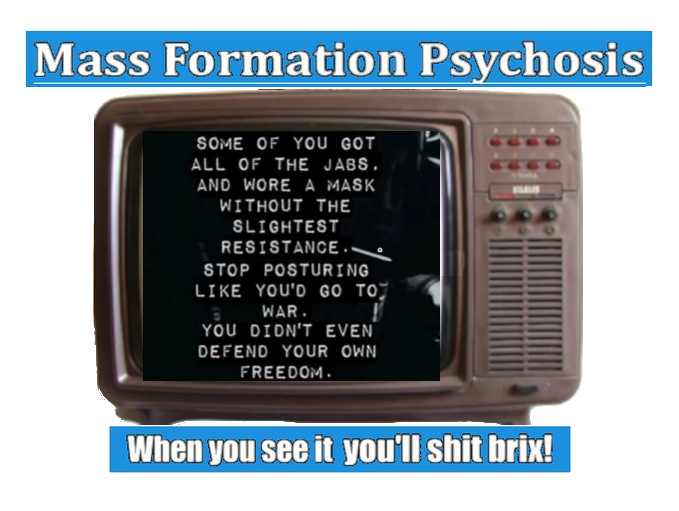 Mass Formation Psychosis
SOME OF YOU GOT
ALL OF THE JABS,
AND WORE A MASK
WITHOUT THE
SLIGHTEST
RESISTANCE.
STOP POSTURING
LIKE YOU'D GO TO
WAR.
YOU DIDN'T EVEN
DEFEND YOUR OWN
FREEDOM.
When you see it you'll shit brix!